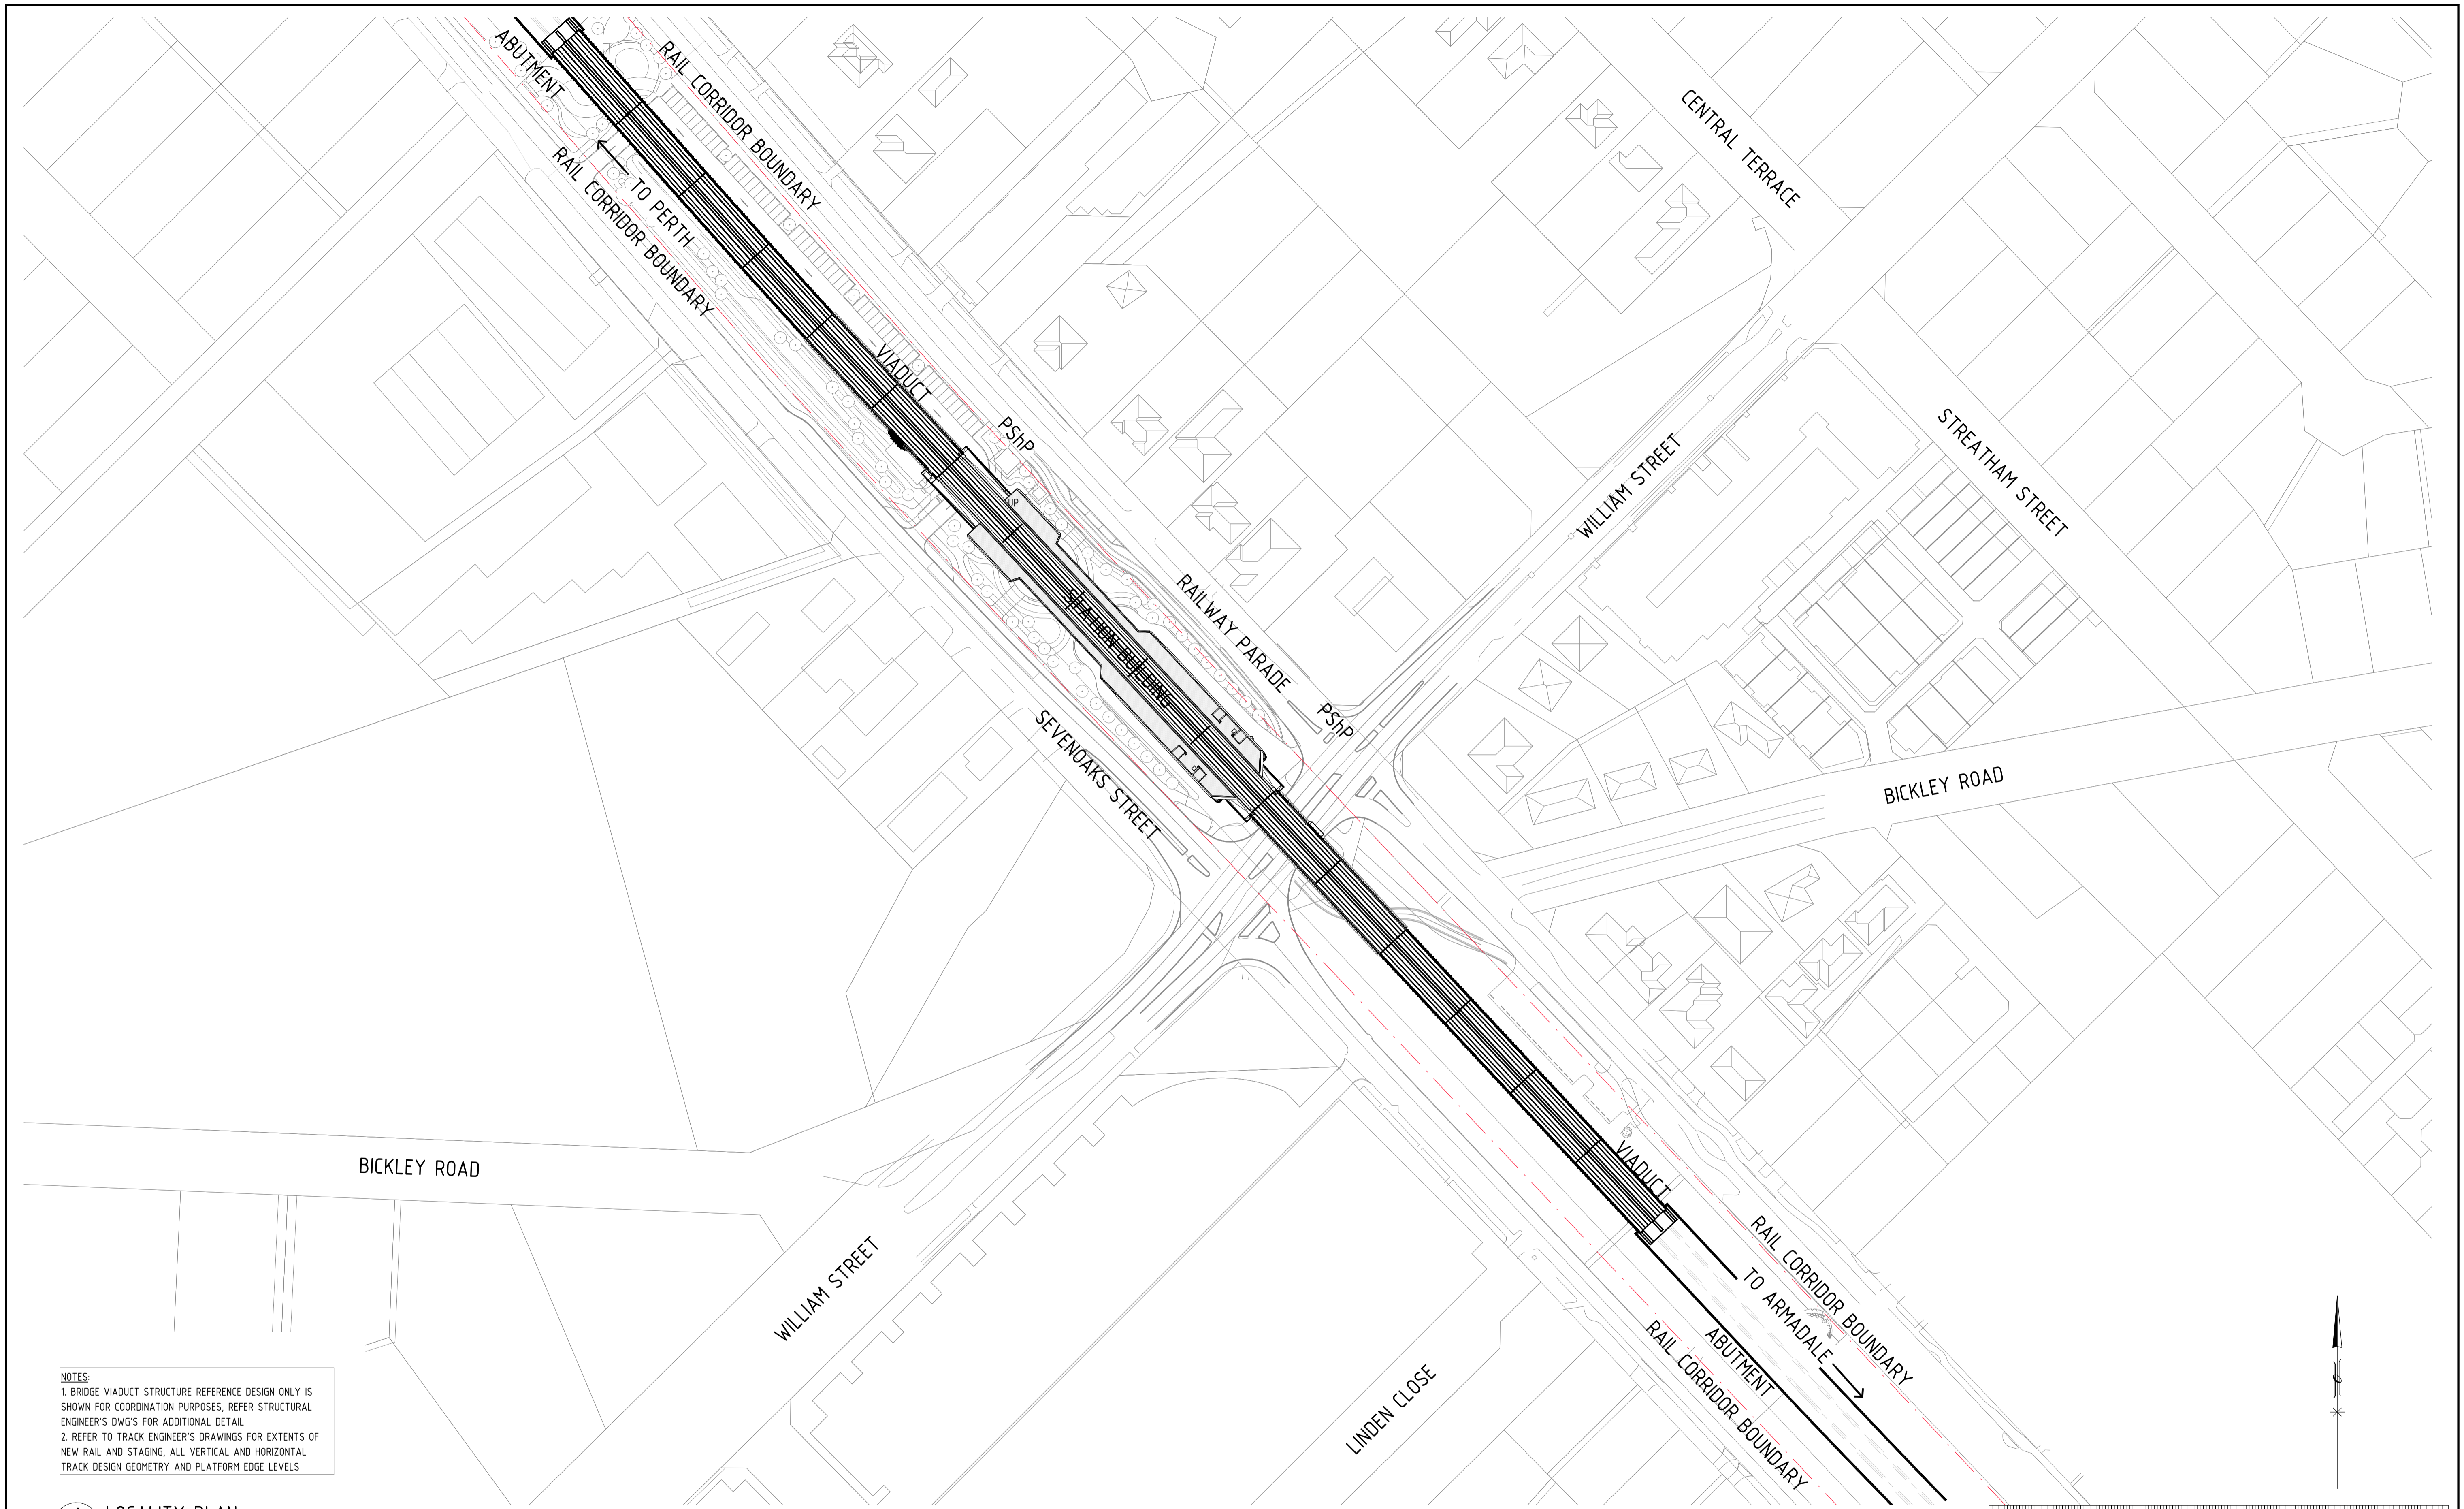 ABUTMENT
RAIL CORRIDOR BOUNDARY
TO PERTH
RAIL CORRIDOR BOUNDARY
CENTRAL TERRACE
VIADUCT
PShP
UP
WILLIAM STREET
STREATHAM STREET
STATION BUILDING
RAILWAY PARADE
PShP
SEVENOAKS STREET
BICKLEY ROAD
BICKLEY ROAD
WILLIAM STREET
VIADUCT
RAIL CORRIDOR BOUNDARY
TO ARMADALE
ABUTMENT
RAIL CORRIDOR BOUNDARY
LINDEN CLOSE
NOTES:
1. BRIDGE VIADUCT STRUCTURE REFERENCE DESIGN ONLY IS
SHOWN FOR COORDINATION PURPOSES, REFER STRUCTURAL
ENGINEER'S DWG'S FOR ADDITIONAL DETAIL
2. REFER TO TRACK ENGINEER'S DRAWINGS FOR EXTENTS OF
NEW RAIL AND STAGING, ALL VERTICAL AND HORIZONTAL
TRACK DESIGN GEOMETRY AND PLATFORM EDGE LEVELS
LOCALITY PLAN